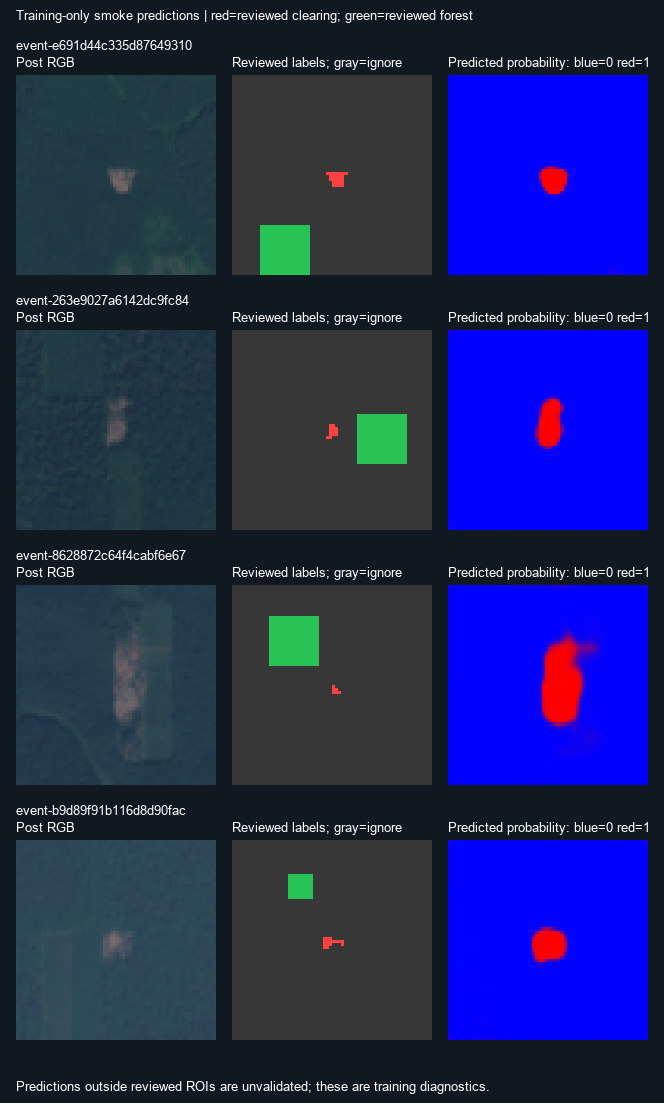 Training-only smoke predictions | red=reviewed clearing; green=reviewed forest
event-e691d44c335d87649310
Post RGB
Reviewed labels; gray=ignore
Predicted probability: blue=0 red=1
event-263e9027a6142dc9fc84
Post RGB
Reviewed labels; gray=ignore
Predicted probability: blue=0 red=1
event-8628872c64f4cabf6e67
Post RGB
Reviewed labels; gray=ignore
Predicted probability: blue=0 red=1
event-b9d89f91b116d8d90fac
Post RGB
Reviewed labels; gray=ignore
Predicted probability: blue=0 red=1
Predictions outside reviewed ROIs are unvalidated; these are training diagnostics.